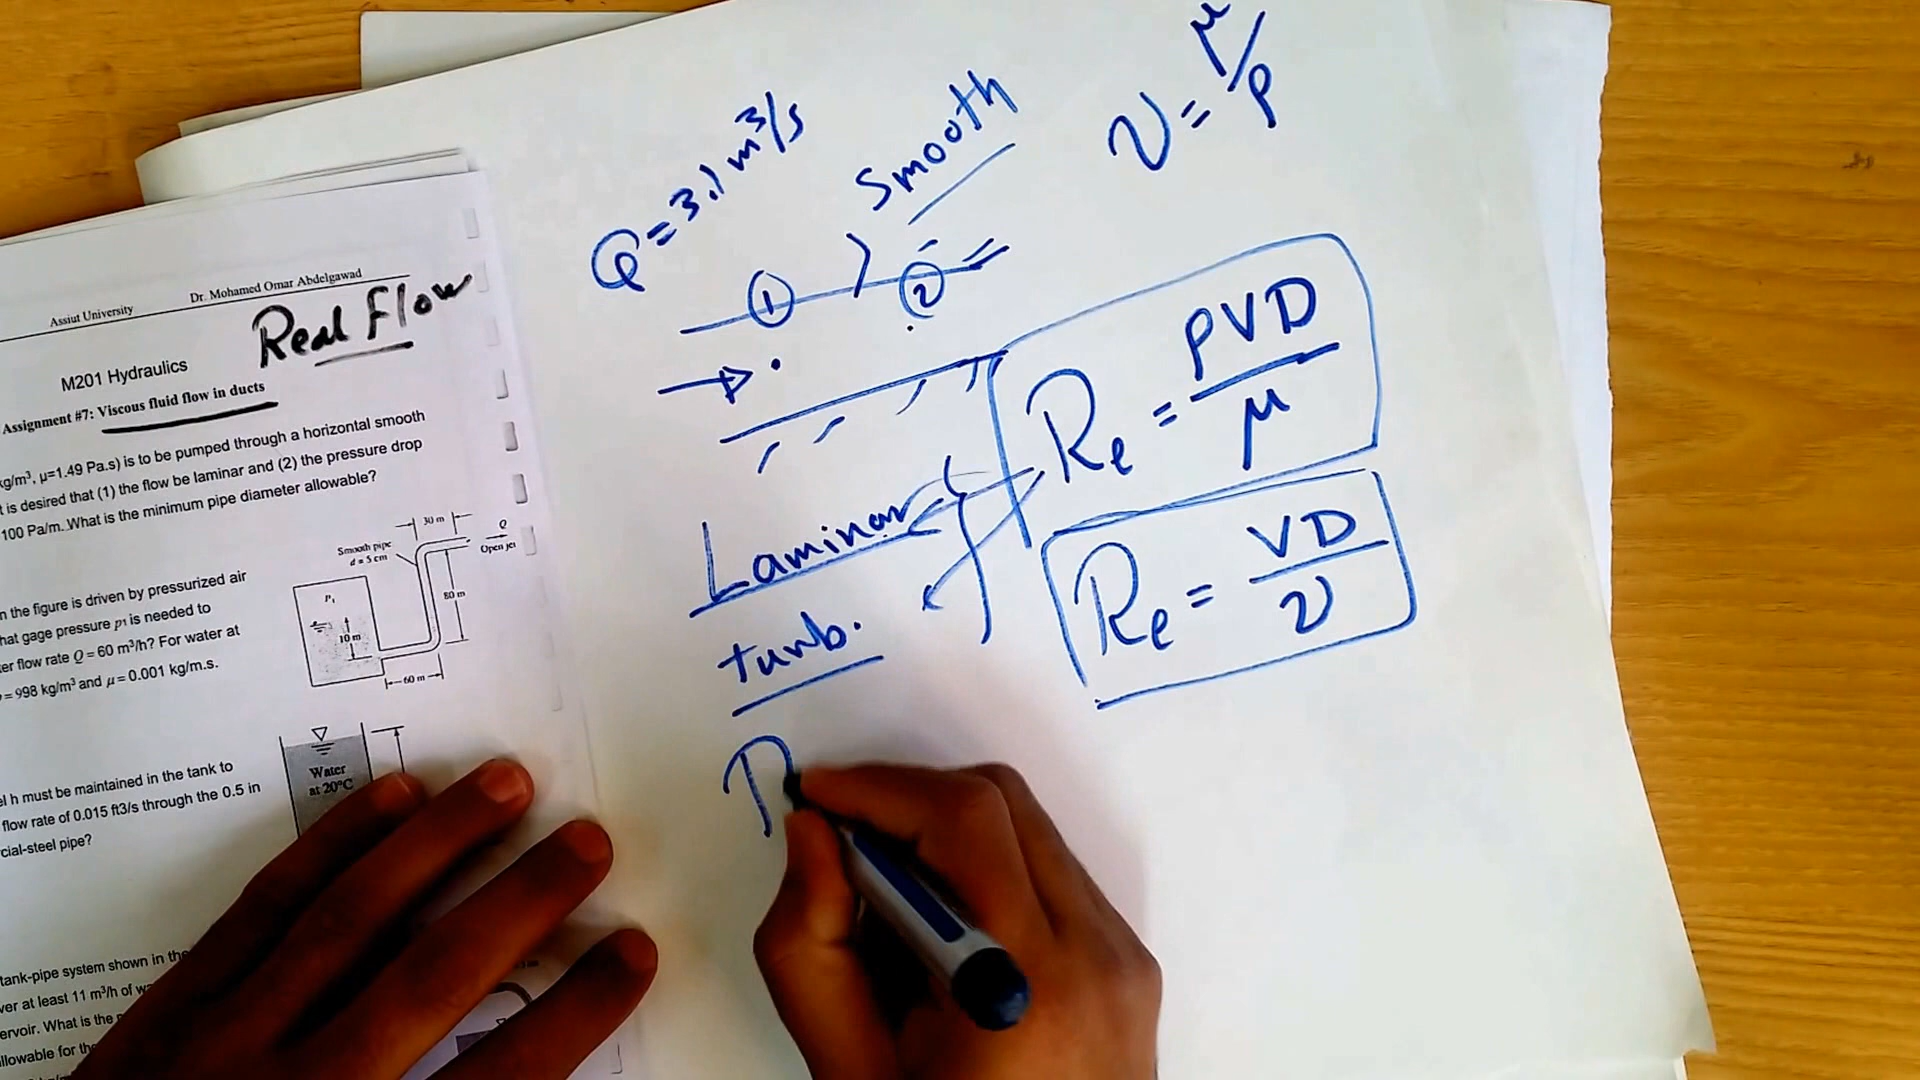 Assiut University
Dr. Mohamed Omar Abdelgawad
Real Flow
M201 Hydraulics
Assignment #7: Viscous fluid flow in ducts
kg/m³, μ=1.49 Pa.s) is to be pumped through a horizontal smooth
t is desired that (1) the flow be laminar and (2) the pressure drop
100 Pa/m. What is the minimum pipe diameter allowable?
30 m
Q
Smooth pipe
d = 5 cm
Open jet
n the figure is driven by pressurized air
P₁
80 m
hat gage pressure p₁ is needed to
10 m
er flow rate Q = 60 m³/h? For water at
60 m
= 998 kg/m³ and μ = 0.001 kg/m.s.
Water
at 20°C
el h must be maintained in the tank to
flow rate of 0.015 ft3/s through the 0.5 in
cial-steel pipe?
tank-pipe system shown in the
ver at least 11 m³/h of
ervoir. What is the
llowable for the
Q = 3.1 m³/s
Smooth
ν = μ/ρ
1
2
Re = ρVD/μ
Laminar
Re = VD/ν
turb.